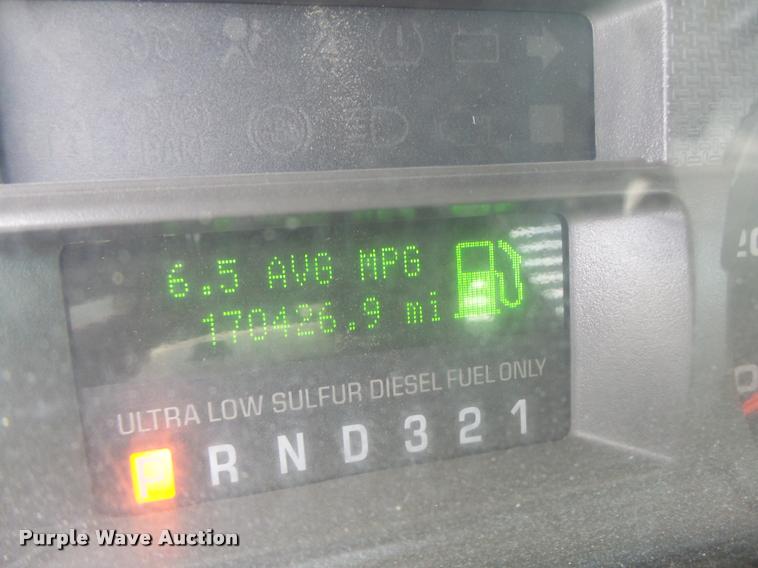 6.5 AVG MPG
170426.9 mi
ULTRA LOW SULFUR DIESEL FUEL ONLY
P R N D 3 2 1
Purple Wave Auction